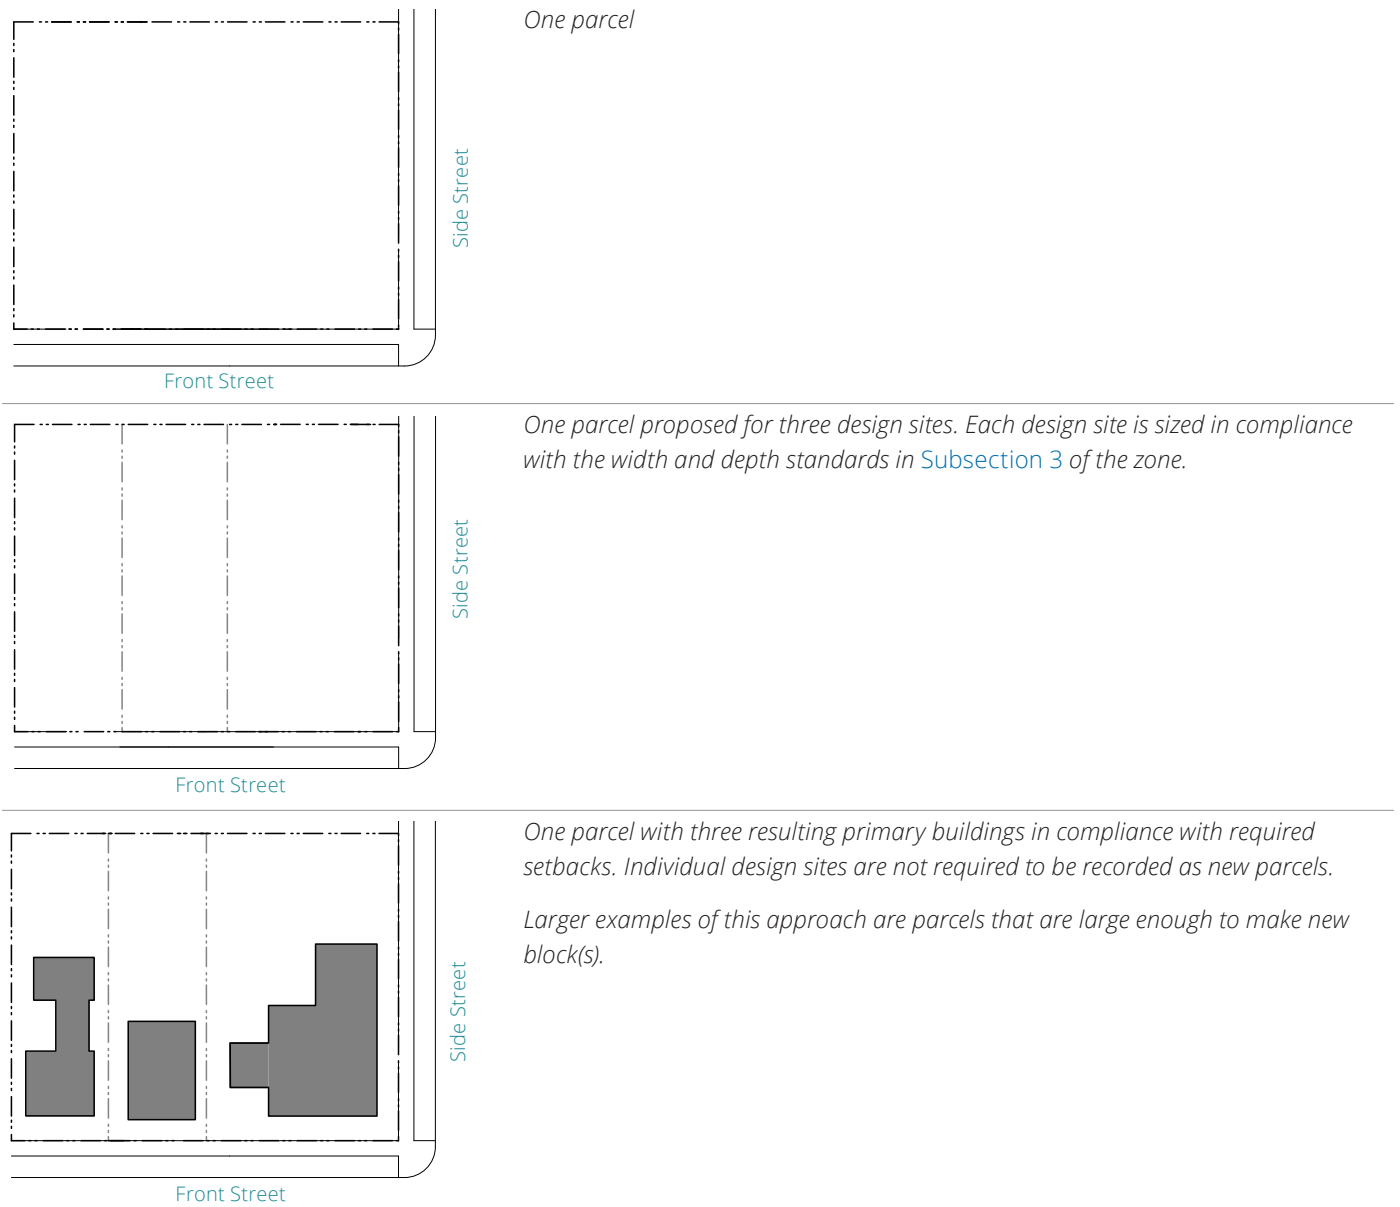 One parcel
Side Street
Front Street
One parcel proposed for three design sites. Each design site is sized in compliance
with the width and depth standards in Subsection 3 of the zone.
Side Street
Front Street
One parcel with three resulting primary buildings in compliance with required
setbacks. Individual design sites are not required to be recorded as new parcels.
Larger examples of this approach are parcels that are large enough to make new
block(s).
Side Street
Front Street